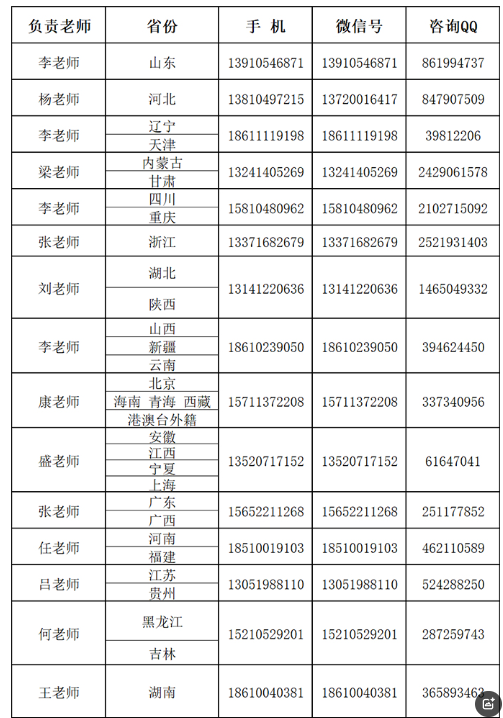 负责老师 省份 手 机 微信号 咨询QQ
李老师 山东 13910546871 13910546871 861994737
杨老师 河北 13810497215 13720016417 847907509
李老师 辽宁 18611119198 18611119198 39812206
天津
梁老师 内蒙古 13241405269 13241405269 2429061578
甘肃
李老师 四川 15810480962 15810480962 2102715092
重庆
张老师 浙江 13371682679 13371682679 2521931403
刘老师 湖北 13141220636 13141220636 1465049332
陕西
李老师 山西 18610239050 18610239050 394624450
新疆
云南
康老师 北京 15711372208 15711372208 337340956
海南 青海 西藏
港澳台外籍
盛老师 安徽 13520717152 13520717152 61647041
江西
宁夏
上海
张老师 广东 15652211268 15652211268 251177852
广西
任老师 河南 18510019103 18510019103 462110589
福建
吕老师 江苏 13051988110 13051988110 524288250
贵州
何老师 黑龙江 15210529201 15210529201 287259743
吉林
王老师 湖南 18610040381 18610040381 365893463